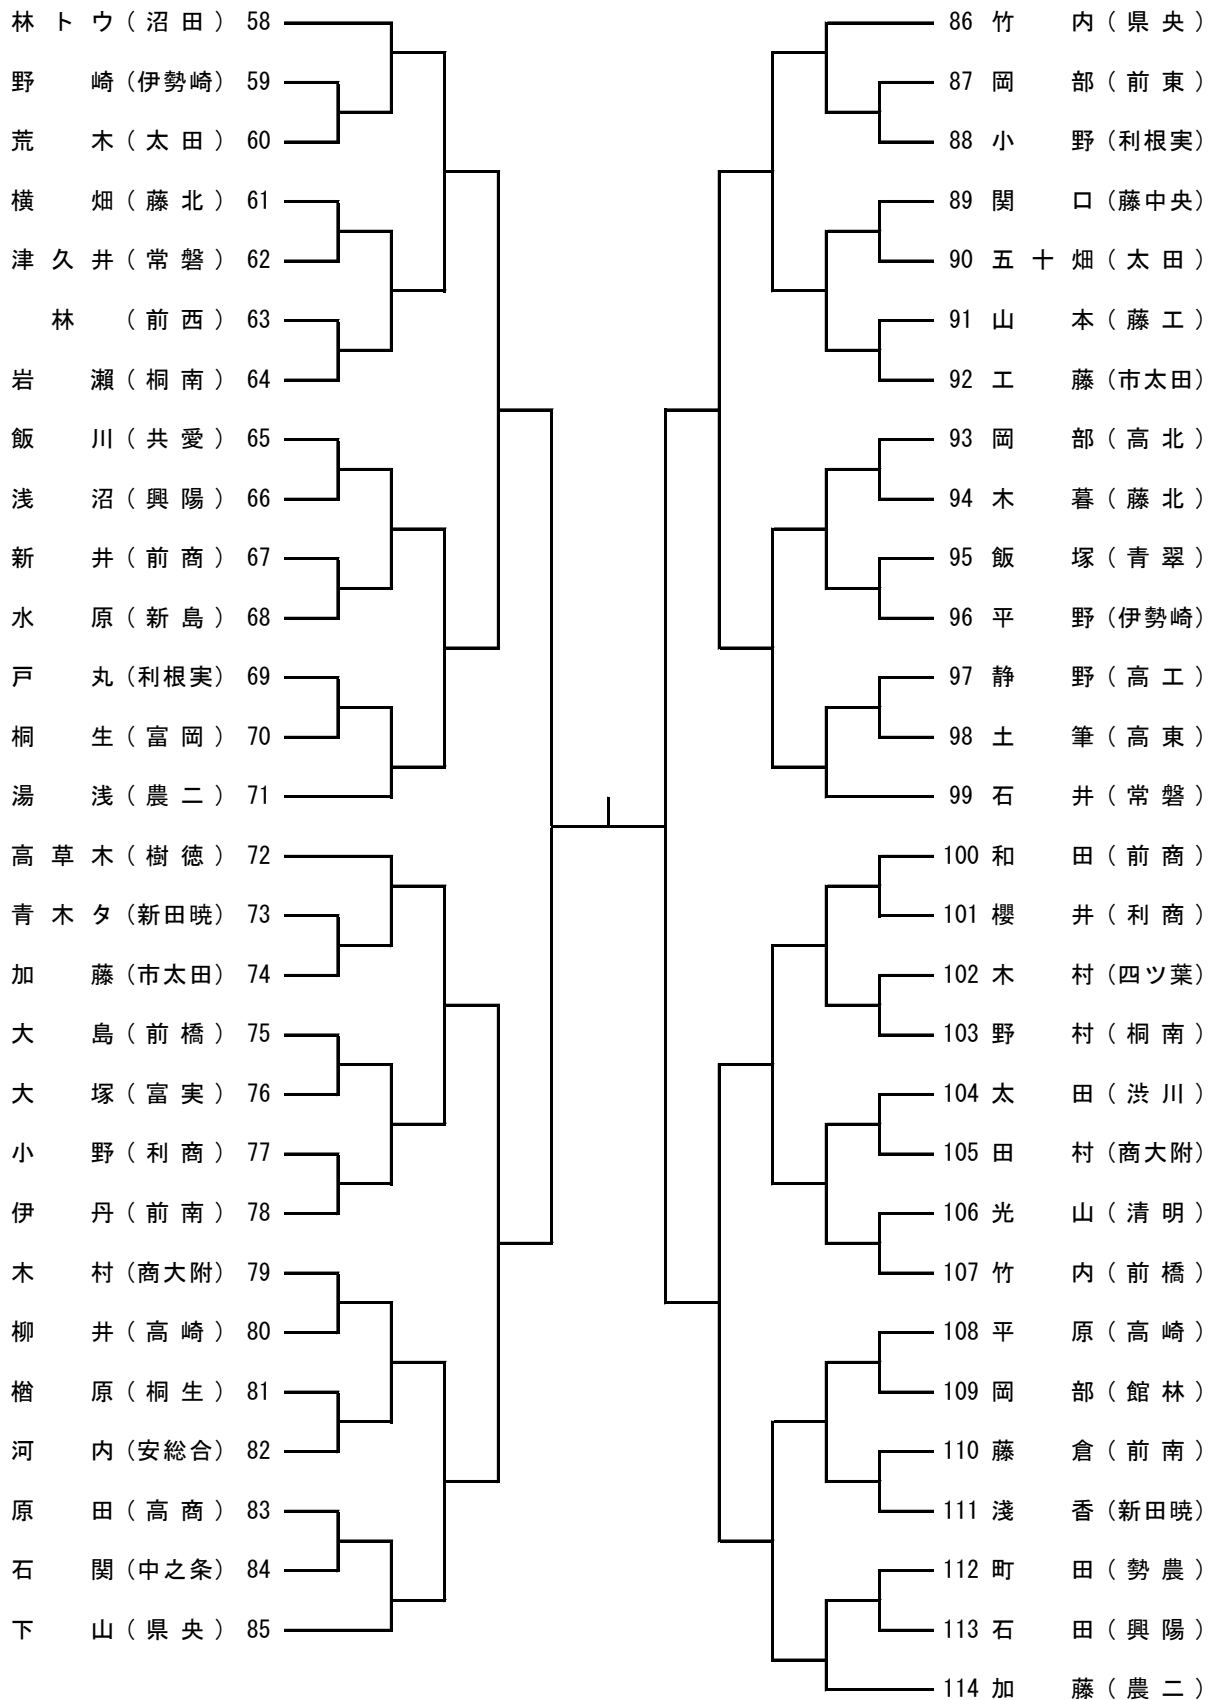 林トウ(沼田) 58
野崎(伊勢崎) 59
荒木(太田) 60
横畑(藤北) 61
津久井(常磐) 62
林(前西) 63
岩瀬(桐南) 64
飯川(共愛) 65
浅沼(興陽) 66
新井(前商) 67
水原(新島) 68
戸丸(利根実) 69
桐生(富岡) 70
湯浅(農二) 71
高草木(樹徳) 72
青木タ(新田暁) 73
加藤(市太田) 74
大島(前橋) 75
大塚(富実) 76
小野(利商) 77
伊丹(前南) 78
木村(商大附) 79
柳井(高崎) 80
楢原(桐生) 81
河内(安総合) 82
原田(高商) 83
石関(中之条) 84
下山(県央) 85
86 竹内(県央)
87 岡部(前東)
88 小野(利根実)
89 関口(藤中央)
90 五十畑(太田)
91 山本(藤工)
92 工藤(市太田)
93 岡部(高北)
94 木暮(藤北)
95 飯塚(青翠)
96 平野(伊勢崎)
97 静野(高工)
98 土筆(高東)
99 石井(常磐)
100 和田(前商)
101 櫻井(利商)
102 木村(四ツ葉)
103 野村(桐南)
104 太田(渋川)
105 田村(商大附)
106 光山(清明)
107 竹内(前橋)
108 平原(高崎)
109 岡部(館林)
110 藤倉(前南)
111 淺香(新田暁)
112 町田(勢農)
113 石田(興陽)
114 加藤(農二)